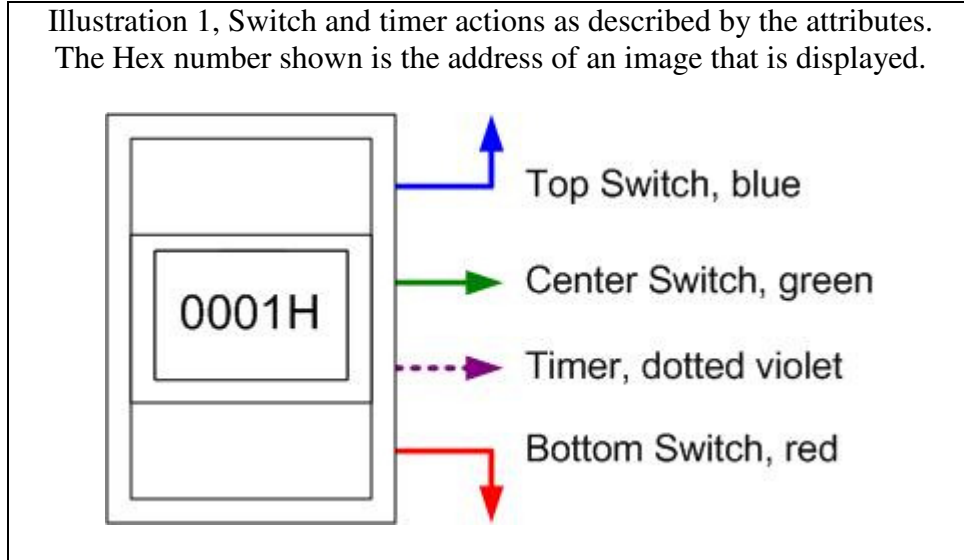 Illustration 1, Switch and timer actions as described by the attributes.
The Hex number shown is the address of an image that is displayed.
Top Switch, blue
Center Switch, green
0001H
Timer, dotted violet
Bottom Switch, red